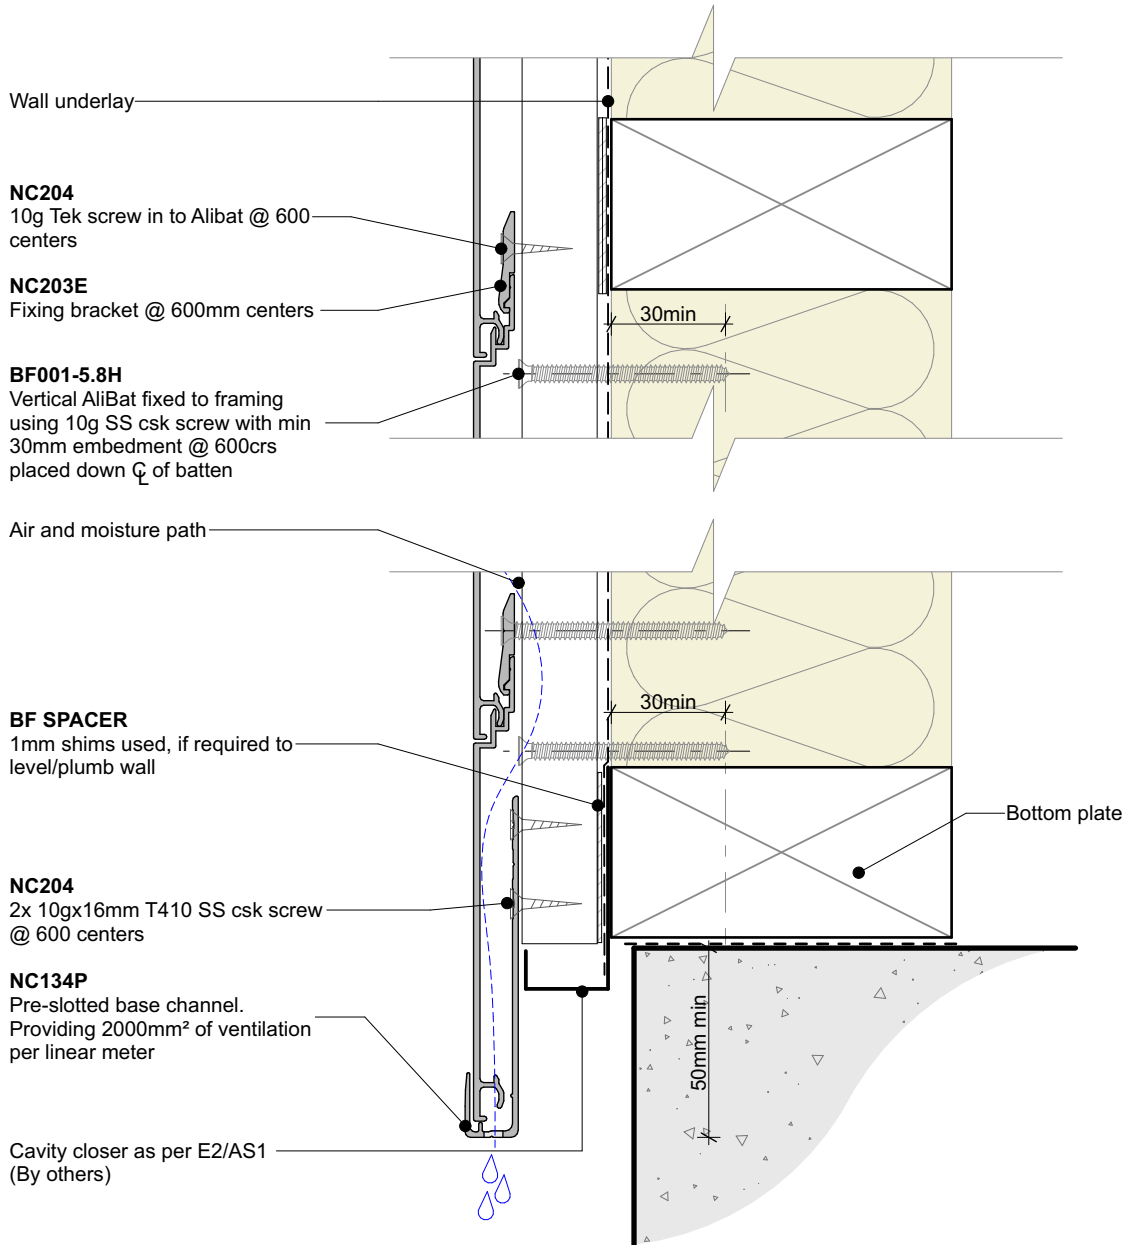 Wall underlay
NC204
10g Tek screw in to Alibat @ 600
centers
NC203E
Fixing bracket @ 600mm centers
30min
BF001-5.8H
Vertical AliBat fixed to framing
using 10g SS csk screw with min
30mm embedment @ 600crs
placed down ℄ of batten
Air and moisture path
30min
BF SPACER
1mm shims used, if required to
level/plumb wall
Bottom plate
NC204
2x 10gx16mm T410 SS csk screw
@ 600 centers
NC134P
Pre-slotted base channel.
Providing 2000mm² of ventilation
per linear meter
50mm min
Cavity closer as per E2/AS1
(By others)